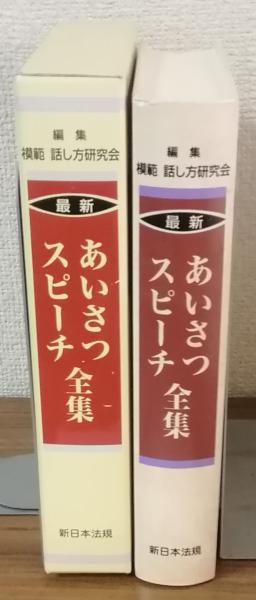 編集
模範 話し方研究会
最新
あいさつ
スピーチ
全集
新日本法規
編集
模範 話し方研究会
最新
あいさつ
スピーチ
全集
新日本法規